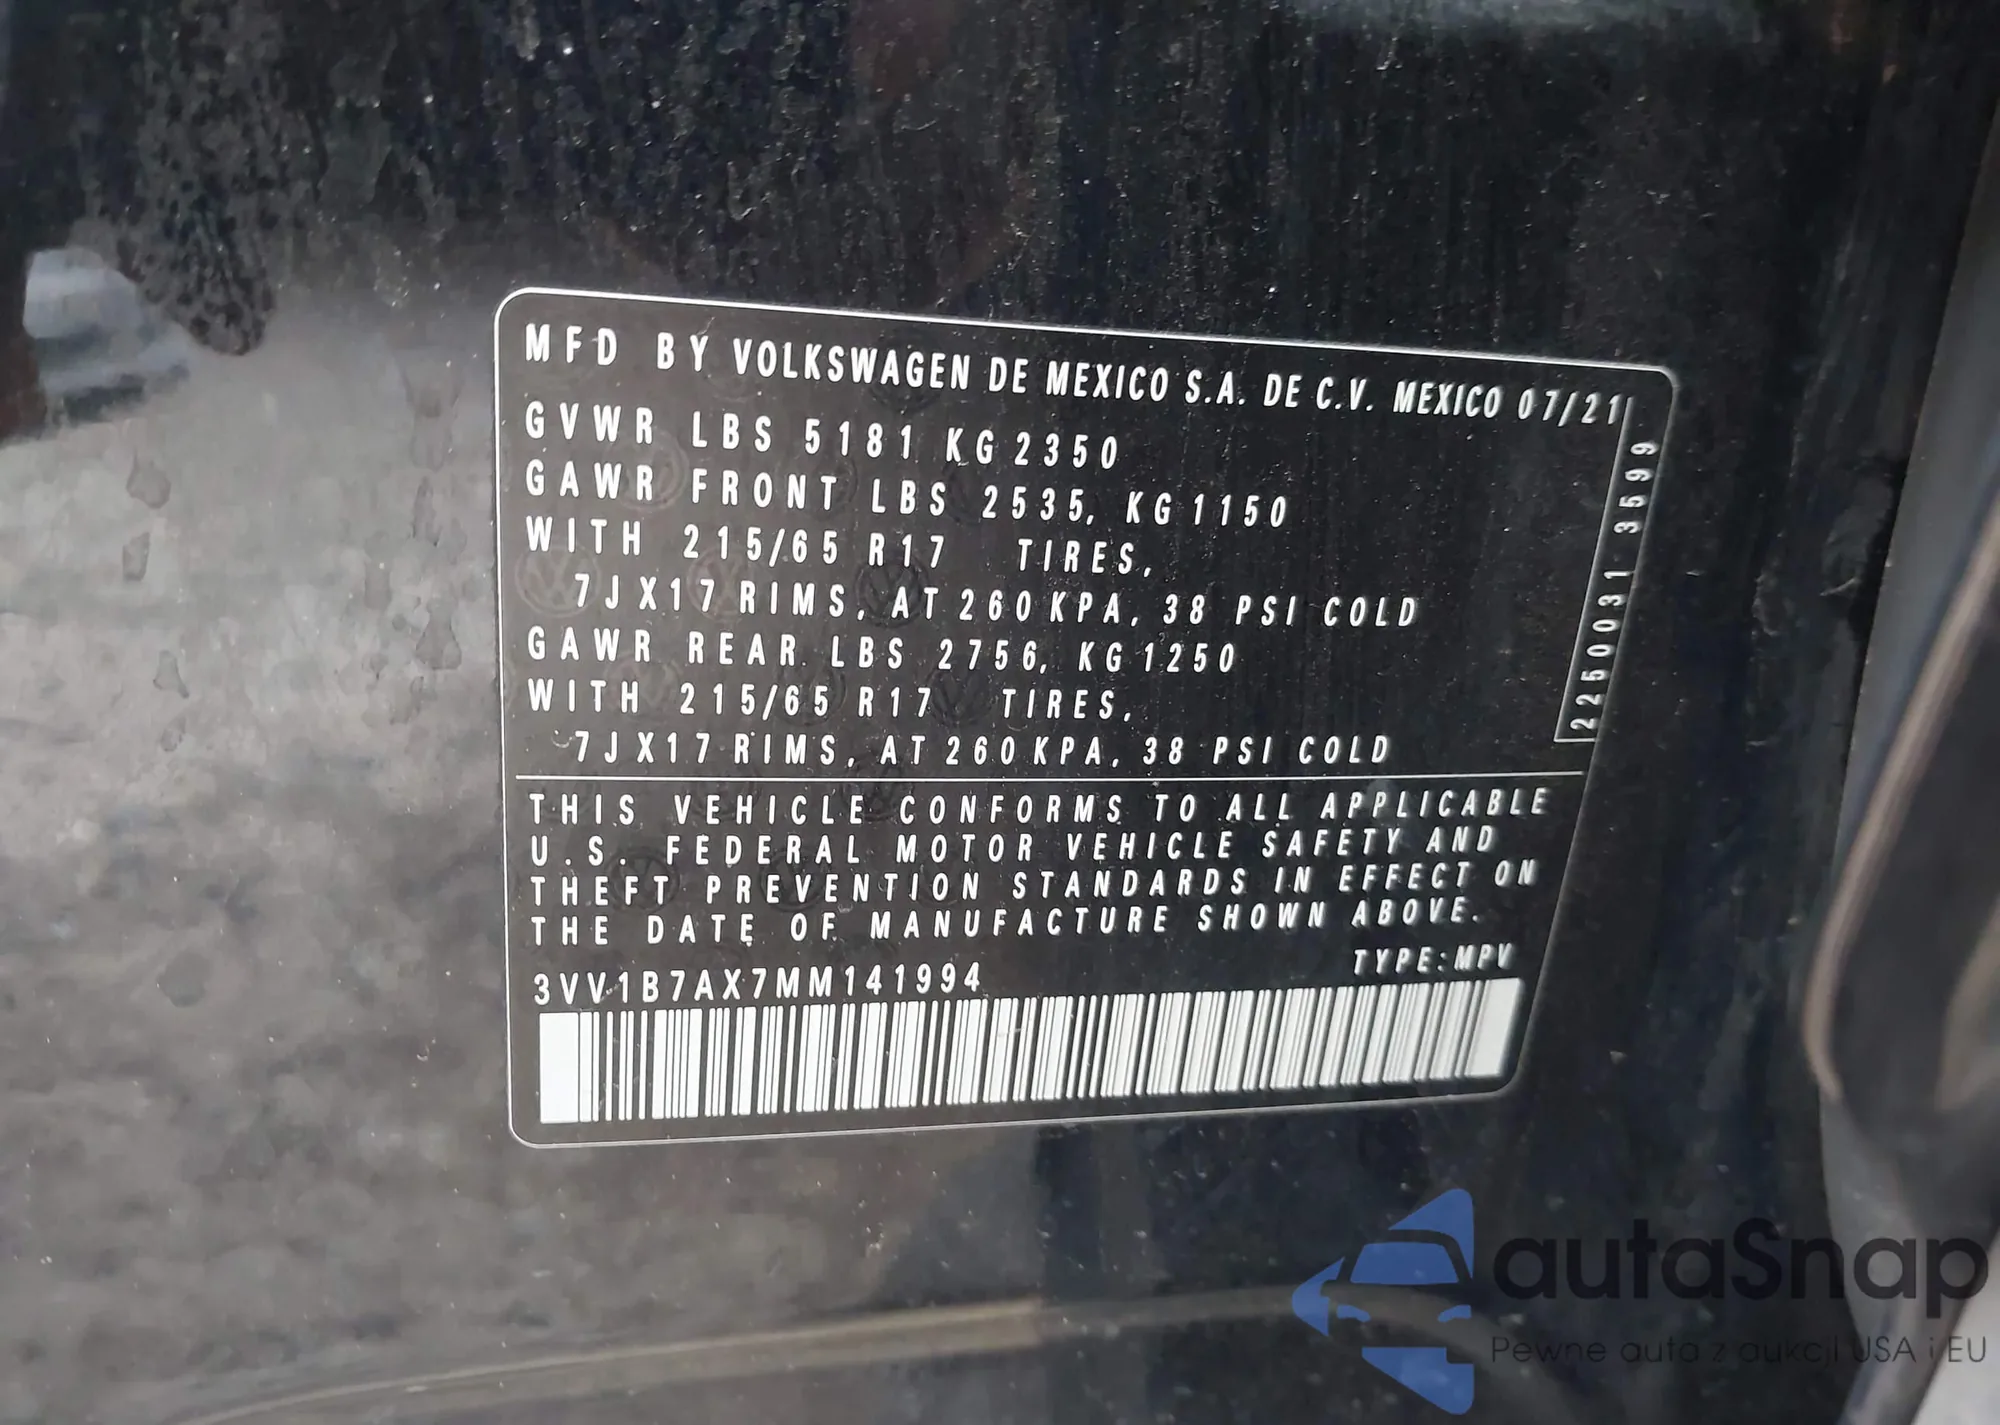 MFD BY VOLKSWAGEN DE MEXICO S.A. DE C.V. MEXICO 07/21
GVWR LBS 5181 KG 2350
GAWR FRONT LBS 2535, KG 1150
WITH 215/65 R17 TIRES,
7JX17 RIMS, AT 260 KPA, 38 PSI COLD
GAWR REAR LBS 2756, KG 1250
WITH 215/65 R17 TIRES,
7JX17 RIMS, AT 260 KPA, 38 PSI COLD
22500031 3599
THIS VEHICLE CONFORMS TO ALL APPLICABLE
U.S. FEDERAL MOTOR VEHICLE SAFETY AND
THEFT PREVENTION STANDARDS IN EFFECT ON
THE DATE OF MANUFACTURE SHOWN ABOVE.
TYPE:MPV
3VV1B7AX7MM141994
autaSnap
Pewne auta z aukcji USA i EU